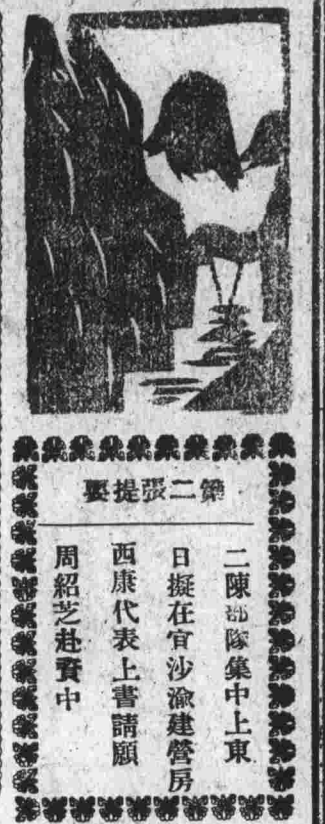 第二張提要
二陳部隊集中上東
日擬在宜沙渝建營房
西康代表上書請願
周紹芝赴資中